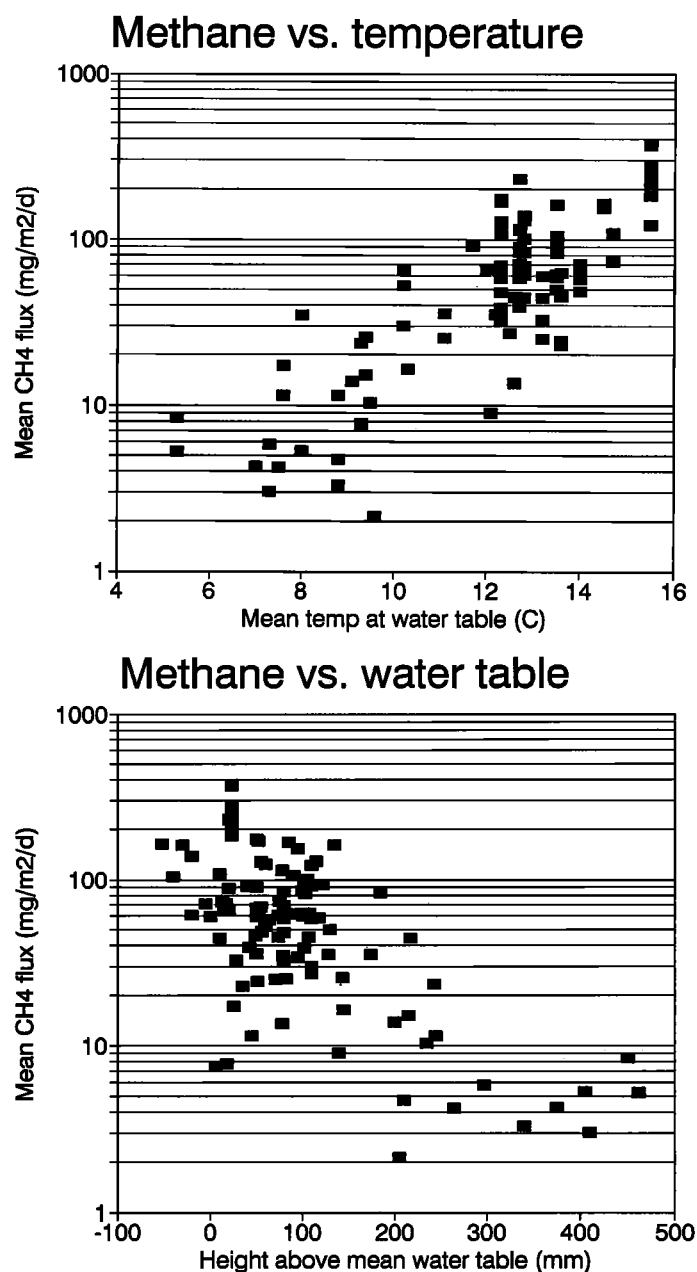 Methane vs. temperature
1000
100
10
1
4 6 8 10 12 14 16
Mean CH4 flux (mg/m2/d)
Mean temp at water table (C)
Methane vs. water table
1000
100
10
1
-100 0 100 200 300 400 500
Mean CH4 flux (mg/m2/d)
Height above mean water table (mm)